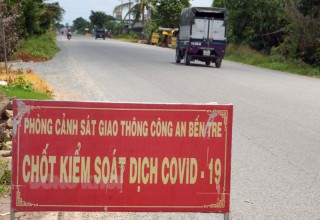 PHÒNG CẢNH SÁT GIAO THÔNG CÔNG AN BẾN TRE
CHỐT KIỂM SOÁT DỊCH COVID - 19